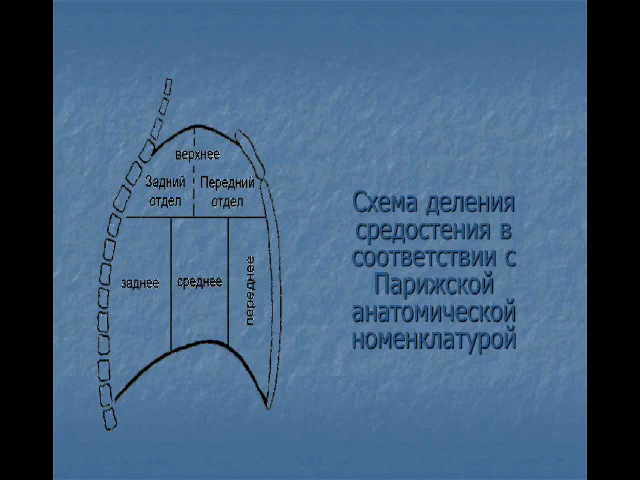 верхнее
Задний Передний
отдел отдел
заднее среднее переднее
Схема деления
средостения в
соответствии с
Парижской
анатомической
номенклатурой